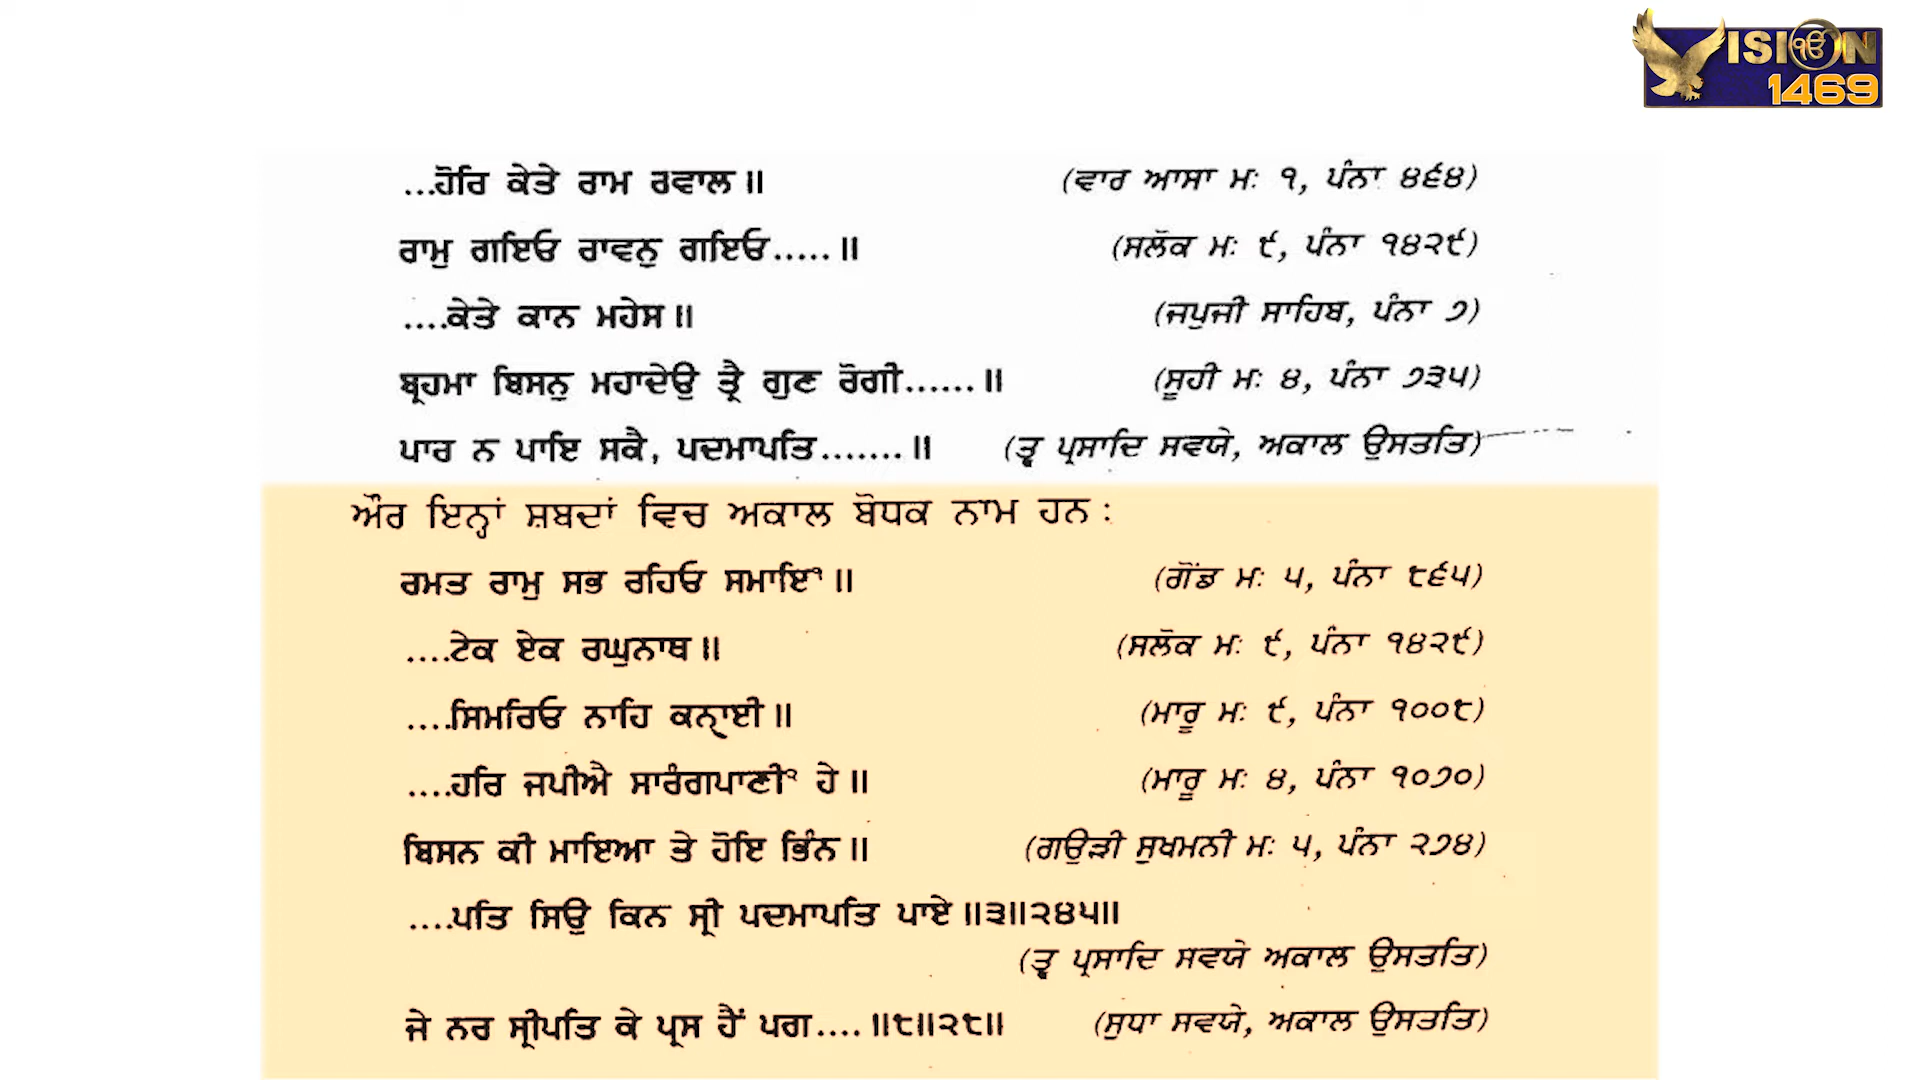 VISION
1469
...ਹੋਰਿ ਕੇਤੇ ਰਾਮ ਰਵਾਲ॥ (ਵਾਰ ਆਸਾ ਮ: ੧, ਪੰਨਾ ੪੬੪)
ਰਾਮੁ ਗਇਓ ਰਾਵਨੁ ਗਇਓ.....॥ (ਸਲੋਕ ਮ: ੯, ਪੰਨਾ ੧੪੨੯)
....ਕੇਤੇ ਕਾਨ ਮਹੇਸ॥ (ਜਪੁਜੀ ਸਾਹਿਬ, ਪੰਨਾ ੭)
ਬ੍ਰਹਮਾ ਬਿਸਨੁ ਮਹਾਦੇਉ ਤ੍ਰੈ ਗੁਣ ਰੋਗੀ......॥ (ਸੂਹੀ ਮ: ੪, ਪੰਨਾ ੭੩੫)
ਪਾਰ ਨ ਪਾਇ ਸਕੈ, ਪਦਮਾਪਤਿ.......॥ (ਤ੍ਵ ਪ੍ਰਸਾਦਿ ਸਵਯੇ, ਅਕਾਲ ਉਸਤਤਿ)
ਔਰ ਇਨ੍ਹਾਂ ਸ਼ਬਦਾਂ ਵਿਚ ਅਕਾਲ ਬੋਧਕ ਨਾਮ ਹਨ :
ਰਮਤ ਰਾਮੁ ਸਭ ਰਹਿਓ ਸਮਾਇ੧॥ (ਗੋਂਡ ਮ: ੫, ਪੰਨਾ ੮੬੫)
....ਟੇਕ ਏਕ ਰਘੁਨਾਥ॥ (ਸਲੋਕ ਮ: ੯, ਪੰਨਾ ੧੪੨੯)
....ਸਿਮਰਿਓ ਨਾਹਿ ਕਨ੍ਹਾਈ॥ (ਮਾਰੂ ਮ: ੯, ਪੰਨਾ ੧੦੦੮)
....ਹਰਿ ਜਪੀਐ ਸਾਰੰਗਪਾਣੀ੨ ਹੇ॥ (ਮਾਰੂ ਮ: ੪, ਪੰਨਾ ੧੦੭੦)
ਬਿਸਨ ਕੀ ਮਾਇਆ ਤੇ ਹੋਇ ਭਿੰਨ॥ (ਗਉੜੀ ਸੁਖਮਨੀ ਮ: ੫, ਪੰਨਾ ੨੭੪)
....ਪਤਿ ਸਿਉ ਕਿਨ ਸ੍ਰੀ ਪਦਮਾਪਤਿ ਪਾਏ॥੩॥੨੪੫॥
(ਤ੍ਵ ਪ੍ਰਸਾਦਿ ਸਵਯੇ ਅਕਾਲ ਉਸਤਤਿ)
ਜੇ ਨਰ ਸ੍ਰੀਪਤਿ ਕੇ ਪ੍ਰਸ ਹੈਂ ਪਗ....॥੮॥੨੮॥ (ਸੁਧਾ ਸਵਯੇ, ਅਕਾਲ ਉਸਤਤਿ)